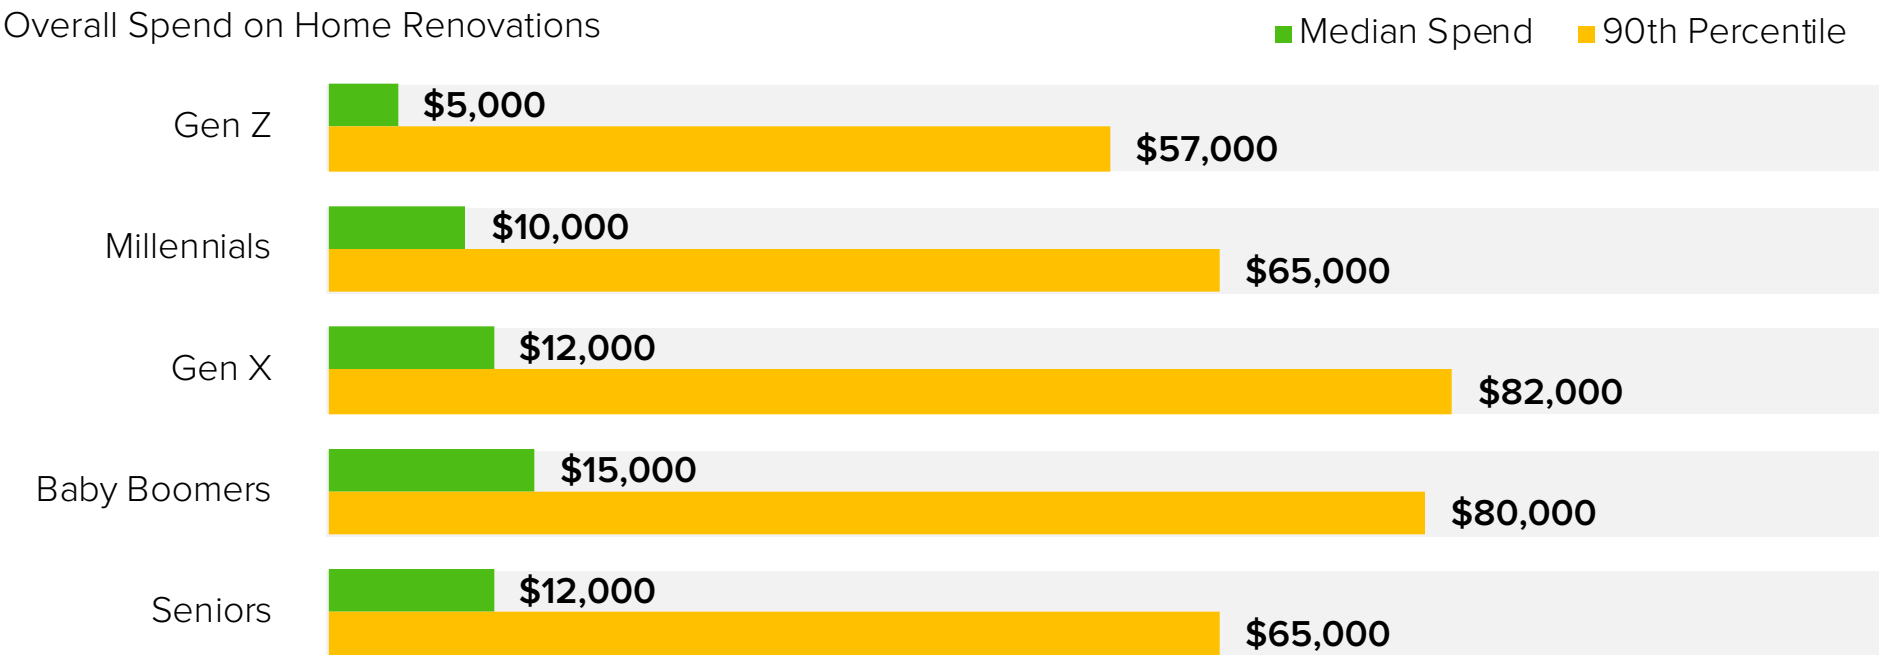 Overall Spend on Home Renovations
Median Spend
90th Percentile
Gen Z
$5,000
$57,000
Millennials
$10,000
$65,000
Gen X
$12,000
$82,000
Baby Boomers
$15,000
$80,000
Seniors
$12,000
$65,000